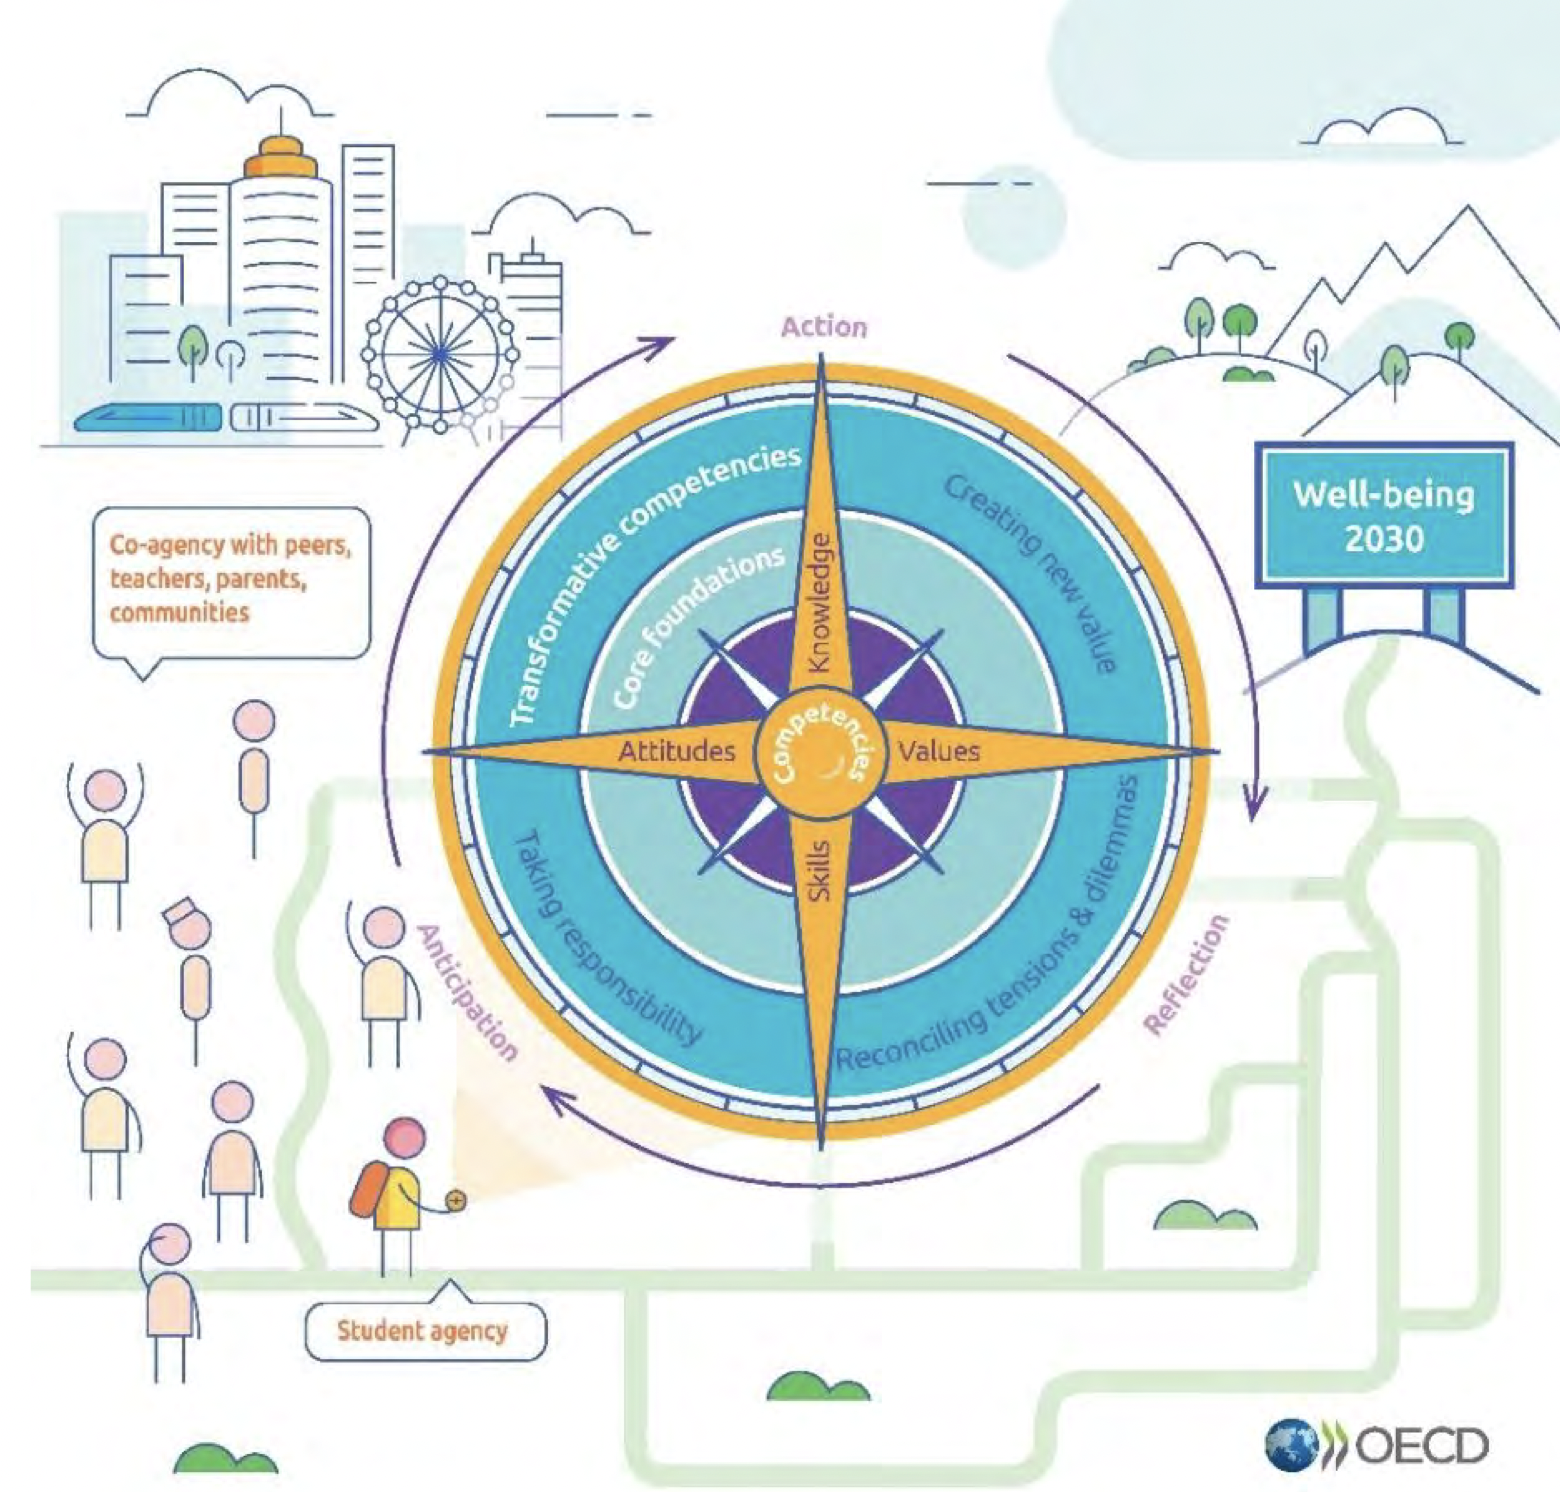 Action
Transformative competencies
Creating new value
Well-being
2030
Co-agency with peers,
teachers, parents,
communities
Core foundations
Knowledge
Attitudes
Competencies
Values
Skills
Taking responsibility
Reconciling tensions & dilemmas
Anticipation
Reflection
Student agency
OECD